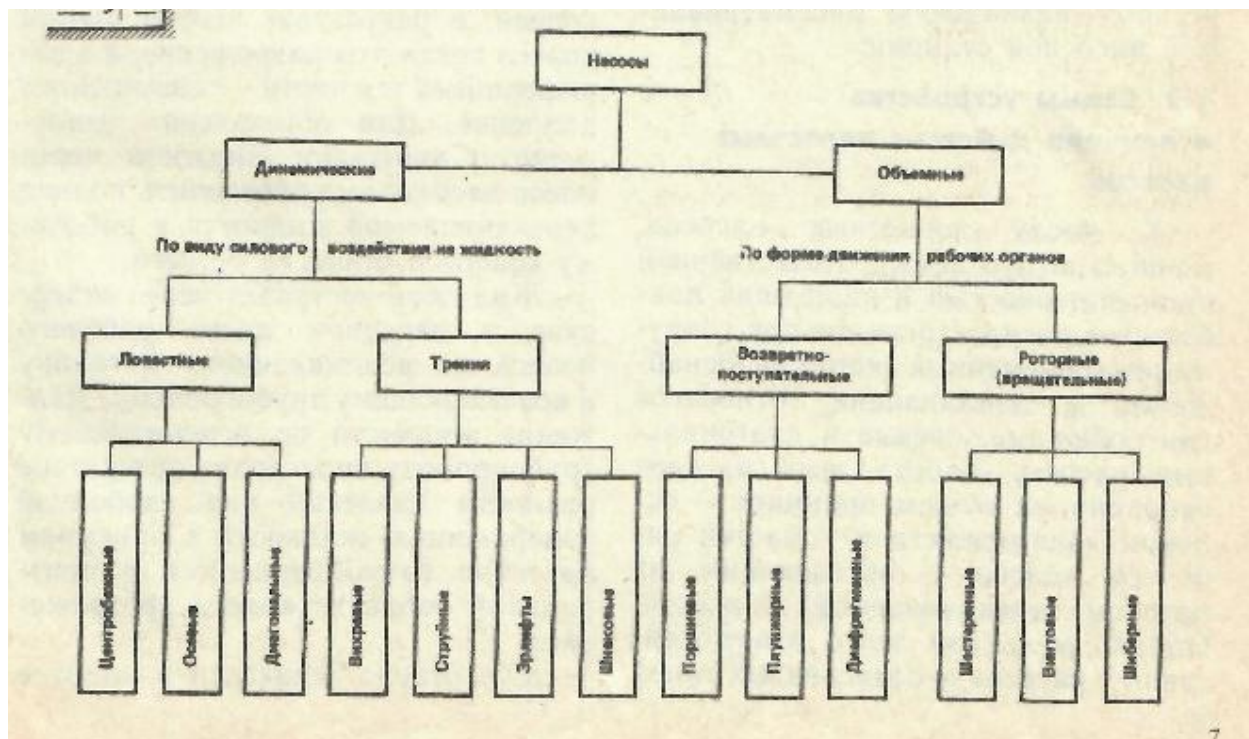 Насосы
Динамические
Объемные
По виду силового воздействия на жидкость
По форме движения рабочих органов
Лопастные
Трения
Возвратно-
поступательные
Роторные
(вращательные)
Центробежные
Осевые
Диагональные
Вихревые
Струйные
Эрлифты
Шнековые
Поршневые
Плунжерные
Диафрагменные
Шестеренные
Винтовые
Шиберные
7